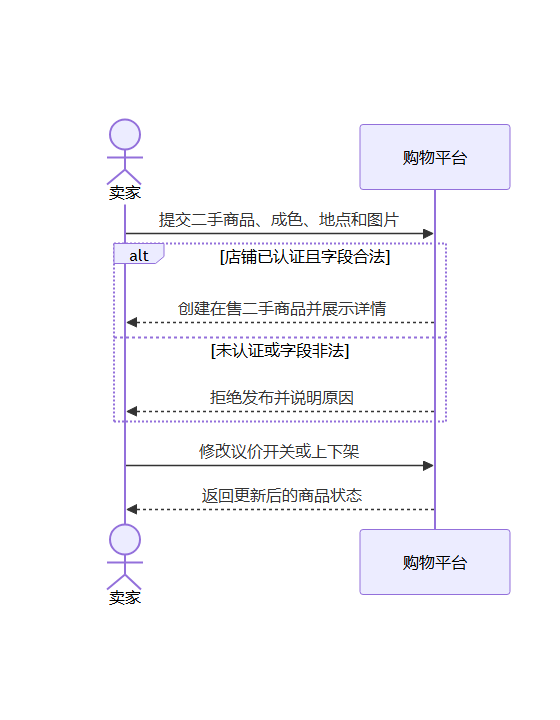 卖家
购物平台
提交二手商品、成色、地点和图片
alt
[店铺已认证且字段合法]
创建在售二手商品并展示详情
[未认证或字段非法]
拒绝发布并说明原因
修改议价开关或上下架
返回更新后的商品状态
卖家
购物平台